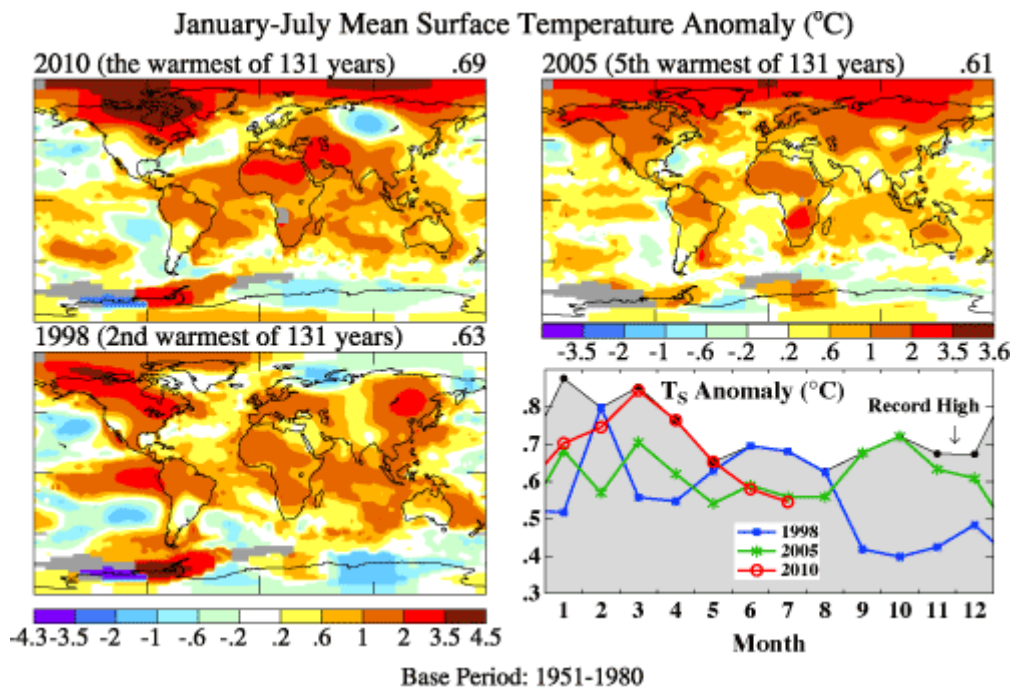 January-July Mean Surface Temperature Anomaly (°C)
2010 (the warmest of 131 years) .69
2005 (5th warmest of 131 years) .61
-3.5 -2 -1 -.6 -.2 .2 .6 1 2 3.5 3.6
1998 (2nd warmest of 131 years) .63
-4.3 -3.5 -2 -1 -.6 -.2 .2 .6 1 2 3.5 4.5
TS Anomaly (°C)
Record High
.8
.7
.6
.5
.4
.3
1998
2005
2010
1 2 3 4 5 6 7 8 9 10 11 12
Month
Base Period: 1951-1980